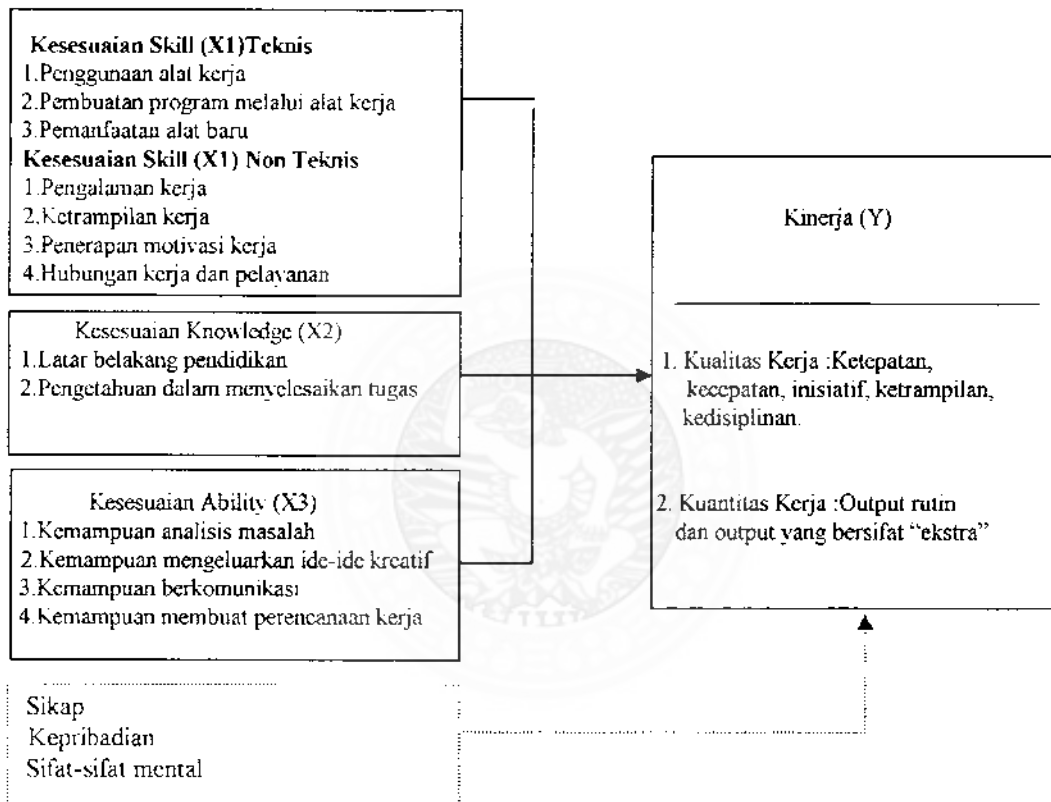 Kesesuaian Skill (X1)Teknis
1.Penggunaan alat kerja
2.Pembuatan program melalui alat kerja
3.Pemanfaatan alat baru
Kesesuaian Skill (X1) Non Teknis
1.Pengalaman kerja
2.Ketrampilan kerja
3.Penerapan motivasi kerja
4.Hubungan kerja dan pelayanan
Kesesuaian Knowledge (X2)
1.Latar belakang pendidikan
2.Pengetahuan dalam menyelesaikan tugas
Kesesuaian Ability (X3)
1.Kemampuan analisis masalah
2.Kemampuan mengeluarkan ide-ide kreatif
3.Kemampuan berkomunikasi
4.Kemampuan membuat perencanaan kerja
Sikap
Kepribadian
Sifat-sifat mental
Kinerja (Y)
1. Kualitas Kerja :Ketepatan,
kecepatan, inisiatif, ketrampilan,
kedisiplinan.
2. Kuantitas Kerja :Output rutin
dan output yang bersifat “ekstra”